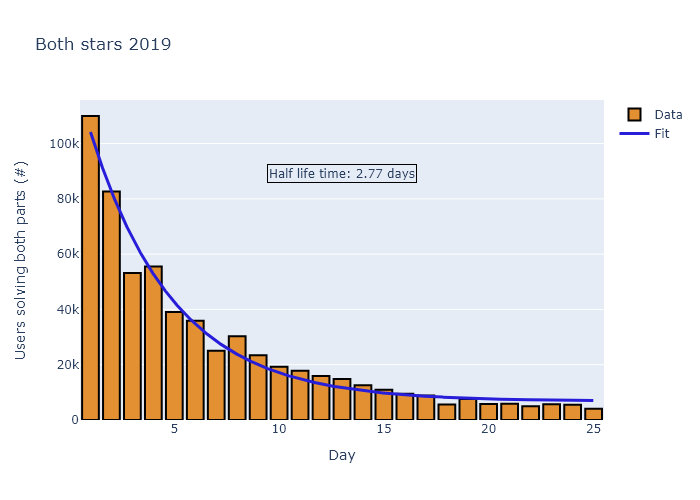 Both stars 2019
Data
Fit
Half life time: 2.77 days
Users solving both parts (#)
100k
80k
60k
40k
20k
0
5
10
15
20
25
Day